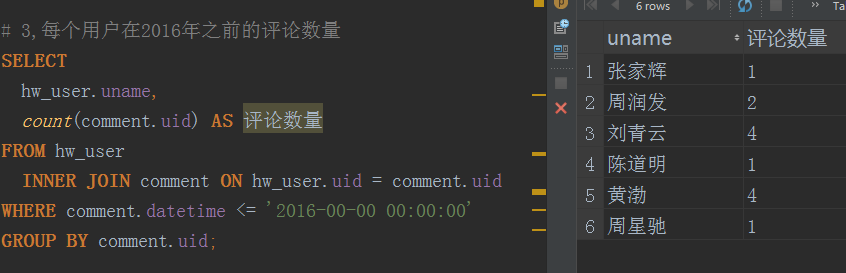 # 3,每个用户在2016年之前的评论数量
SELECT
hw_user.uname,
count(comment.uid) AS 评论数量
FROM hw_user
INNER JOIN comment ON hw_user.uid = comment.uid
WHERE comment.datetime <= '2016-00-00 00:00:00'
GROUP BY comment.uid;
6 rows
Ta
uname 评论数量
1 张家辉 1
2 周润发 2
3 刘青云 4
4 陈道明 1
5 黄渤 4
6 周星驰 1